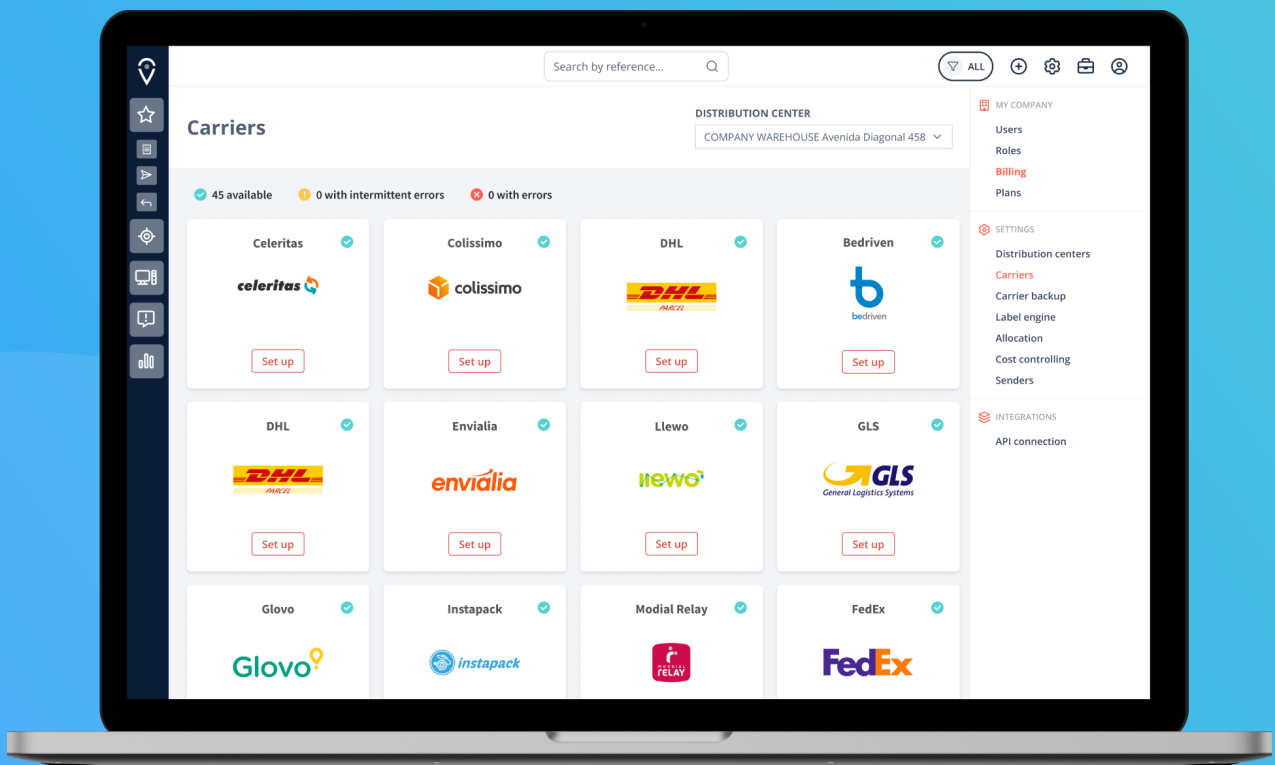 Search by reference...
ALL
Carriers
DISTRIBUTION CENTER
COMPANY WAREHOUSE Avenida Diagonal 458
45 available
0 with intermittent errors
0 with errors
Celeritas
Colissimo
DHL
Bedriven
celeritas
colissimo
DHL
PARCEL
b
bedriven
Set up
Set up
Set up
Set up
DHL
Envialia
Llewo
GLS
DHL
PARCEL
envialia
llewo
GLS
General Logistics Systems
Set up
Set up
Set up
Set up
Glovo
Instapack
Modial Relay
FedEx
Glovo
instapack
MONDIAL
RELAY
FedEx
MY COMPANY
Users
Roles
Billing
Plans
SETTINGS
Distribution centers
Carriers
Carrier backup
Label engine
Allocation
Cost controlling
Senders
INTEGRATIONS
API connection